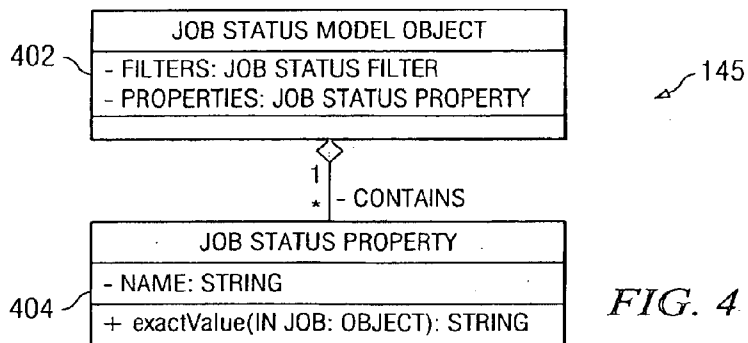 JOB STATUS MODEL OBJECT
402
- FILTERS: JOB STATUS FILTER
- PROPERTIES: JOB STATUS PROPERTY
145
1
* - CONTAINS
JOB STATUS PROPERTY
- NAME: STRING
404
+ exactValue(IN JOB: OBJECT): STRING
FIG. 4